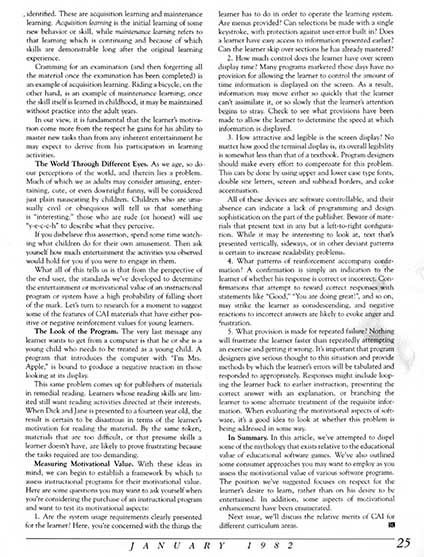 identified. These are acquisition learning and maintenance
learning. Acquisition learning is the initial learning of some
new behavior or skill, while maintenance learning refers to
that learning which is continuing and because of which
skills are demonstrable long after the original learning
experience.
Cramming for an examination (and then forgetting all
the material once the examination has been completed) is
an example of acquisition learning. Riding a bicycle, on the
other hand, is an example of maintenance learning; once
the skill itself is learned in childhood, it may be maintained
without practice into the adult years.
In our view, it is fundamental that the learner's motiva-
tion come more from the respect he gains for his ability to
master new tasks than from any inherent entertainment he
may expect to derive from his participation in learning
activities.
The World Through Different Eyes. As we age, so do
our perceptions of the world, and therein lies a problem.
Much of which we as adults may consider amusing, enter-
taining, cute, or even downright funny, will be considered
just plain nauseating by children. Children who are unu-
sually civil or obsequious will tell us that something
is "interesting," those who are rude (or honest) will use
"y-e-c-c-h" to describe what they perceive.
If you disbelieve this assertion, spend some time watch-
ing what children do for their own amusement. Then ask
yourself how much entertainment the activities you observed
would hold for you if you were to engage in them.
What all of this tells us is that from the perspective of
the end user, the standards we've developed to determine
the entertainment or motivational value of an instructional
program or system have a high probability of falling short
of the mark. Let's turn to research for a moment to suggest
some of the features of CAI materials that have either pos-
itive or negative reinforcement values for young learners.
The Look of the Program. The very last message any
learner wants to get from a computer is that he or she is a
young child who needs to be treated as a young child. A
program that introduces the computer with "I'm Mrs.
Apple," is bound to produce a negative reaction in those
looking at its display.
This same problem comes up for publishers of materials
in remedial reading. Learners whose reading skills are lim-
ited still want reading activities directed at their interests.
When Dick and Jane is presented to a fourteen year old, the
result is certain to be disastrous in terms of the learner's
motivation for reading the material. By the same token,
materials that are too difficult, or that presume skills a
learner doesn't have, are likely to prove frustrating because
the tasks required are too demanding.
Measuring Motivational Value. With these ideas in
mind, we can begin to establish a framework by which to
assess instructional programs for their motivational value.
Here are some questions you may want to ask yourself when
you're considering the purchase of an instructional program
and want to test its motivational aspects:
1. Are the system usage requirements clearly presented
for the learner? Here, you're concerned with the things the
learner has to do in order to operate the learning system.
Are menus provided? Can selections be made with a single
keystroke, with protection against user-error built in? Does
a learner have easy access to information presented earlier?
Can the learner skip over sections he has already mastered?
2. How much control does the learner have over screen
display time? Many programs marketed these days have no
provision for allowing the learner to control the amount of
time information is displayed on the screen. As a result,
information may move either so quickly that the learner
can't assimilate it, or so slowly that the learner's attention
begins to stray. Check to see what provisions have been
made to allow the learner to determine the speed at which
information is displayed.
3. How attractive and legible is the screen display? No
matter how good the terminal display is, its overall legibility
is somewhat less than that of a textbook. Program designers
should make every effort to compensate for this problem.
This can be done by using upper and lower case type fonts,
double size letters, screen and subhead borders, and color
accentuation.
All of these devices are software controllable, and their
absence can indicate a lack of programming and design
sophistication on the part of the publisher. Beware of mate-
rials that present text in any but a left-to-right configura-
tion. While it may be interesting to look at, text that's
presented vertically, sideways, or in other deviant patterns
is certain to increase readability problems.
4. What patterns of reinforcement accompany confir-
mation? A confirmation is simply an indication to the
learner of whether his response is correct or incorrect. Con-
firmations that attempt to reward correct responses with
statements like "Good," "You are doing great!", and so on,
may strike the learner as condescending, and negative
reactions to incorrect answers are likely to evoke anger and
frustration.
5. What provision is made for repeated failure? Nothing
will frustrate the learner faster than repeatedly attempting
an exercise and getting it wrong. It's important that program
designers give serious thought to this situation and provide
methods by which the learner's errors will be tabulated and
responded to appropriately. Responses might include loop-
ing the learner back to earlier instruction, presenting the
correct answer with an explanation, or branching the
learner to some alternate treatment of the requisite infor-
mation. When evaluating the motivational aspects of soft-
ware, it's a good idea to look at whether this problem is
being addressed in some way.
In Summary. In this article, we've attempted to dispel
some of the mythology that exists relative to the educational
value of educational software games. We've also outlined
some consumer approaches you may want to employ as you
assess the motivational value of various software programs.
The position we've suggested focuses on respect for the
learner's desire to learn, rather than on his desire to be
entertained. In addition, some aspects of motivational
enhancement have been enumerated.
Next issue, we'll discuss the relative merits of CAI for
different curriculum areas.
JANUARY 1982
25